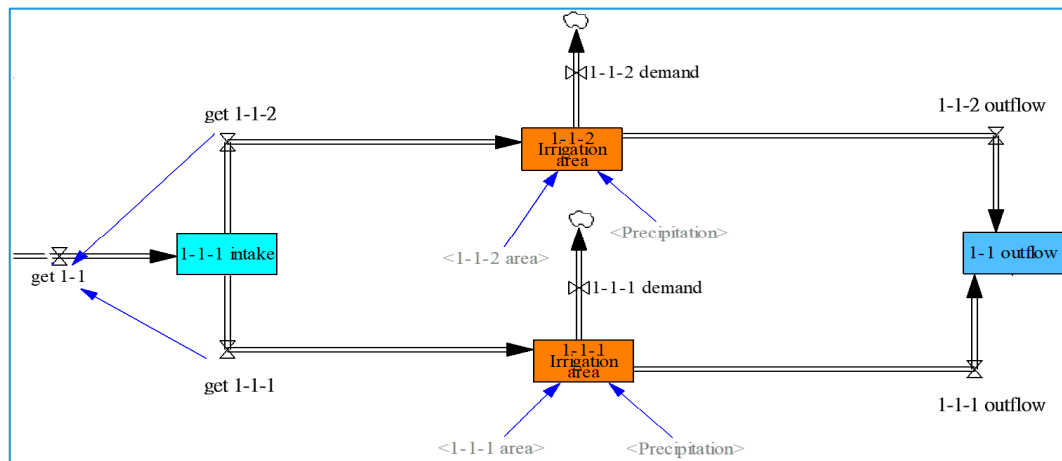 1-1-2 demand
get 1-1-2
1-1-2 outflow
1-1-2
Irrigation
area
<Precipitation>
1-1-1 intake
<1-1-2 area>
1-1 outflow
get 1-1
1-1-1 demand
1-1-1
Irrigation
area
get 1-1-1
1-1-1 outflow
<1-1-1 area>
<Precipitation>